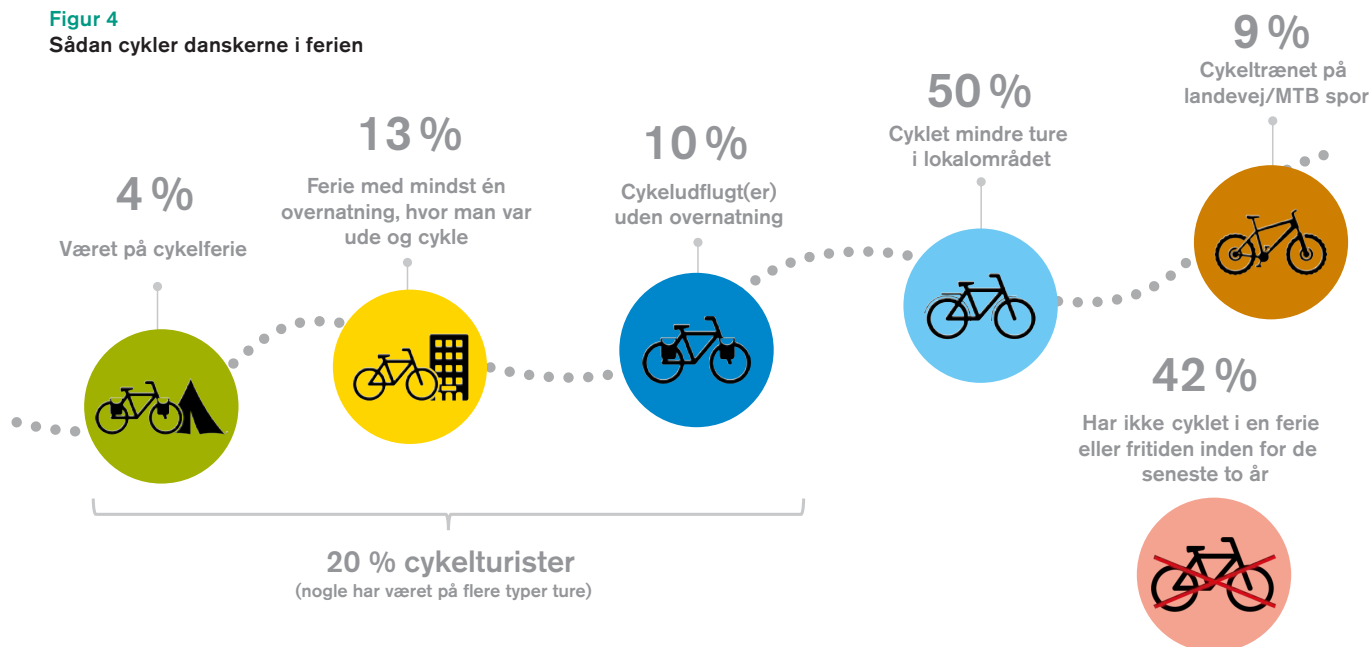 Figur 4
Sådan cykler danskerne i ferien
4 %
Været på cykelferie
13 %
Ferie med mindst én
overnatning, hvor man var
ude og cykle
10 %
Cykeludflugt(er)
uden overnatning
50 %
Cyklet mindre ture
i lokalområdet
9 %
Cykeltrænet på
landevej/MTB spor
42 %
Har ikke cyklet i en ferie
eller fritiden inden for de
seneste to år
20 % cykelturister
(nogle har været på flere typer ture)